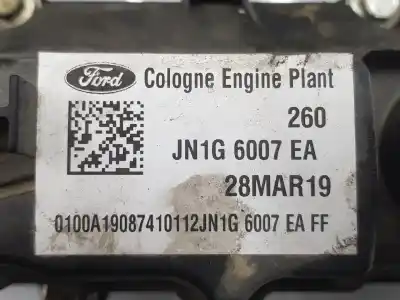 Ford Cologne Engine Plant
260
JN1G 6007 EA
28MAR19
0100A19087410112JN1G 6007 EA FF